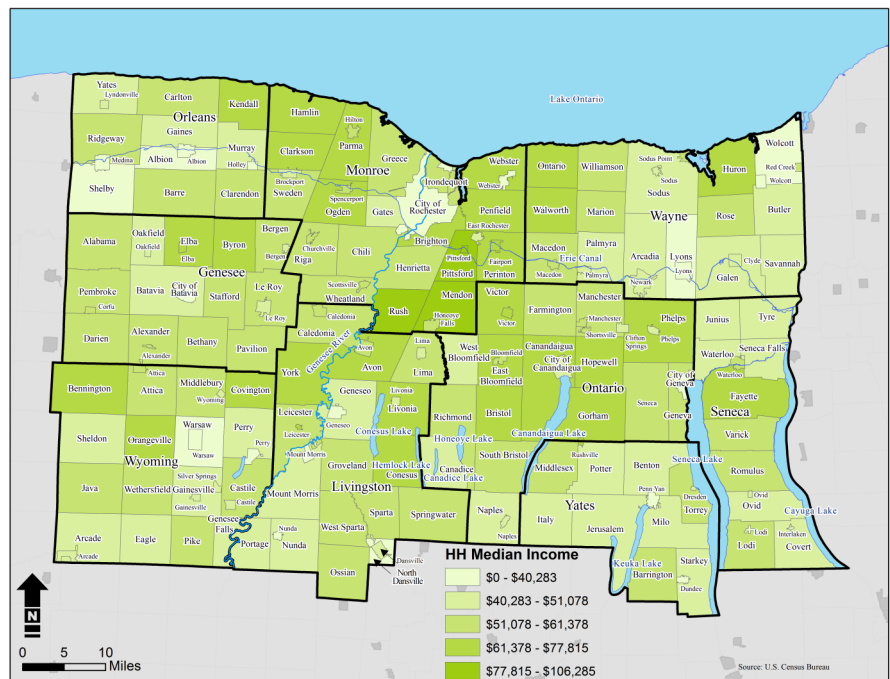 Lake Ontario
Yates
Lyndonville
Carlton
Kendall
Orleans
Ridgeway
Gaines
Murray
Medina
Albion
Albion
Holley
Shelby
Barre
Clarendon
Hamlin
Hilton
Parma
Clarkson
Greece
Monroe
Brockport
Sweden
Spencerport
Ogden
Gates
Irondequoit
City of
Rochester
Webster
Webster
Penfield
East Rochester
Brighton
Churchville
Riga
Chili
Henrietta
Pittsford
Pittsford
Fairport
Perinton
Scottsville
Wheatland
Rush
Mendon
Honeoye
Falls
Ontario
Williamson
Sodus Point
Sodus
Sodus
Huron
Wolcott
Red Creek
Wolcott
Walworth
Marion
Wayne
Rose
Butler
Macedon
Palmyra
Erie Canal
Macedon
Palmyra
Arcadia
Newark
Lyons
Lyons
Clyde
Galen
Savannah
Alabama
Oakfield
Oakfield
Elba
Elba
Byron
Bergen
Bergen
Genesee
Pembroke
Corfu
Batavia
City of
Batavia
Stafford
Le Roy
Le Roy
Darien
Alexander
Alexander
Bethany
Pavilion
Caledonia
Caledonia
Genesee River
Avon
Avon
Lima
Lima
York
Geneseo
Geneseo
Livonia
Livonia
Leicester
Leicester
Conesus Lake
Mount Morris
Groveland
Hemlock Lake
Conesus
Mount Morris
Livingston
Sparta
West Sparta
Springwater
Portage
Nunda
Nunda
Ossian
Dansville
North
Dansville
Bennington
Attica
Attica
Middlebury
Wyoming
Covington
Sheldon
Orangeville
Warsaw
Warsaw
Perry
Perry
Wyoming
Silver Springs
Java
Wethersfield
Gainesville
Gainesville
Castile
Castile
Genesee
Falls
Arcade
Arcade
Eagle
Pike
Victor
Victor
Farmington
Manchester
Manchester
Shortsville
Clifton
Springs
Phelps
Phelps
West
Bloomfield
Bloomfield
East
Bloomfield
Canandaigua
City of
Canandaigua
Hopewell
Ontario
City of
Geneva
Geneva
Seneca
Richmond
Bristol
Gorham
Honeoye Lake
Canandaigua Lake
Canadice
Canadice Lake
South Bristol
Naples
Naples
Rushville
Middlesex
Potter
Benton
Seneca Lake
Penn Yan
Dresden
Torrey
Yates
Italy
Jerusalem
Milo
Keuka Lake
Barrington
Starkey
Dundee
Junius
Tyre
Waterloo
Seneca Falls
Waterloo
Fayette
Seneca
Varick
Romulus
Ovid
Ovid
Cayuga Lake
Lodi
Lodi
Interlaken
Covert
HH Median Income
$0 - $40,283
$40,283 - $51,078
$51,078 - $61,378
$61,378 - $77,815
$77,815 - $106,285
N
0 5 10
Miles
Source: U.S. Census Bureau